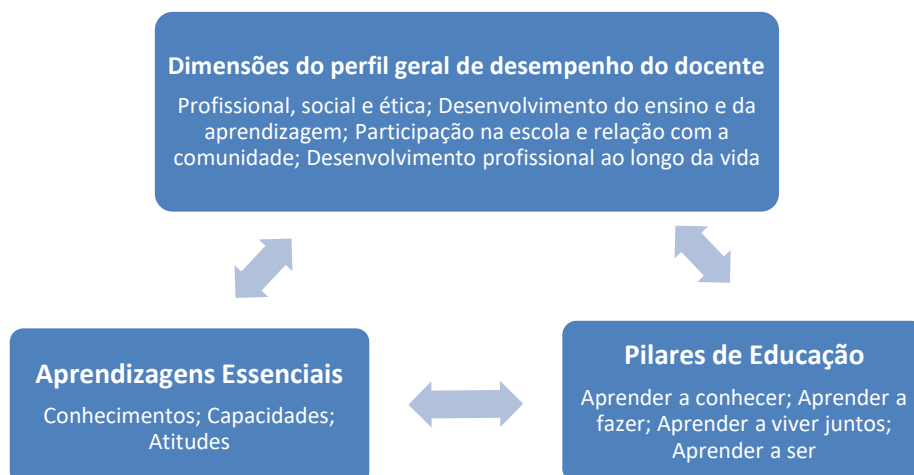 Dimensões do perfil geral de desempenho do docente
Profissional, social e ética; Desenvolvimento do ensino e da
aprendizagem; Participação na escola e relação com a
comunidade; Desenvolvimento profissional ao longo da vida
Aprendizagens Essenciais
Conhecimentos; Capacidades;
Atitudes
Pilares de Educação
Aprender a conhecer; Aprender a
fazer; Aprender a viver juntos;
Aprender a ser